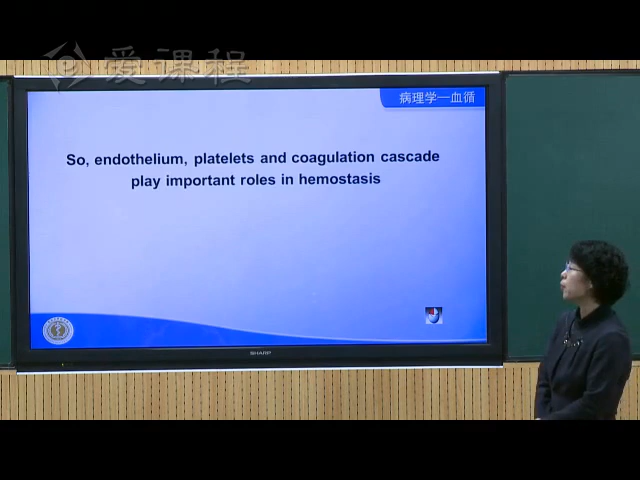 爱课程
病理学—血循
So, endothelium, platelets and coagulation cascade
play important roles in hemostasis
SHARP